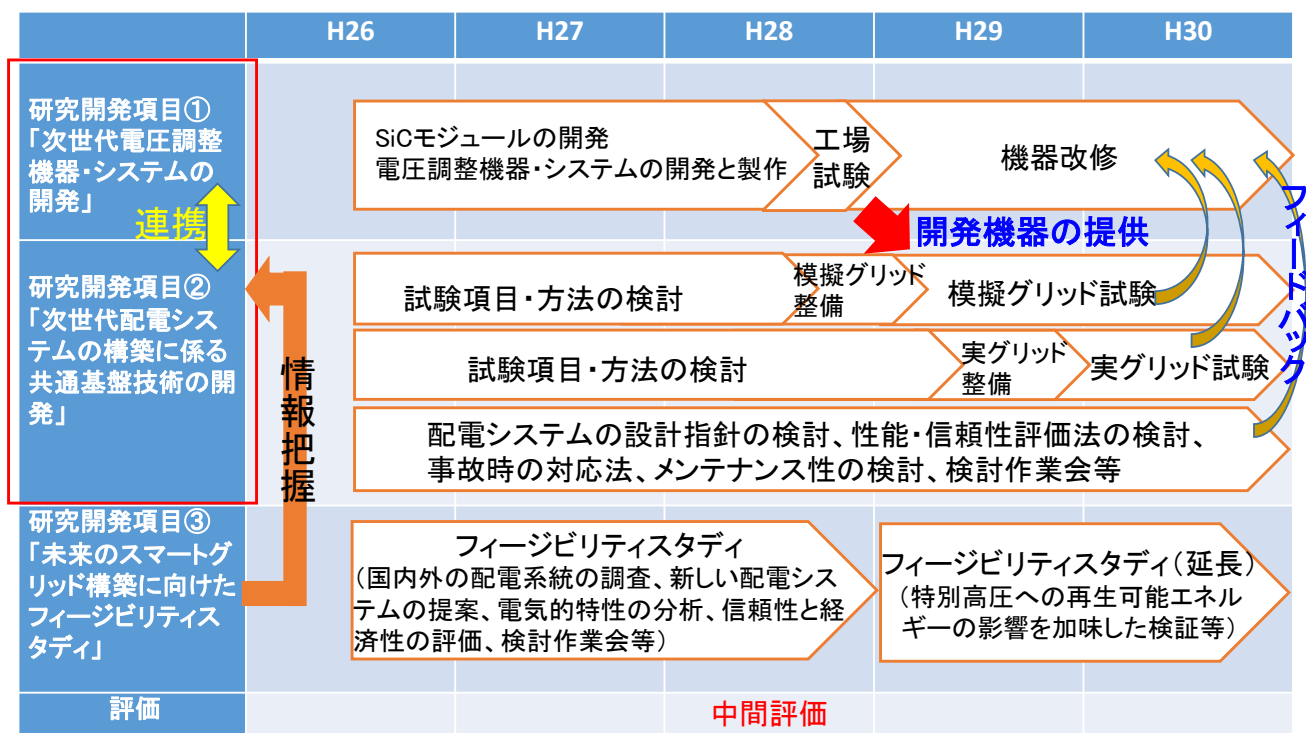 H26
H27
H28
H29
H30
研究開発項目①
「次世代電圧調整
機器・システムの
開発」
SiCモジュールの開発
電圧調整機器・システムの開発と製作
工場
試験
機器改修
連携
開発機器の提供
フィードバック
研究開発項目②
「次世代配電シス
テムの構築に係る
共通基盤技術の開
発」
試験項目・方法の検討
模擬グリッド
整備
模擬グリッド試験
試験項目・方法の検討
実グリッド
整備
実グリッド試験
配電システムの設計指針の検討、性能・信頼性評価法の検討、
事故時の対応法、メンテナンス性の検討、検討作業会等
情報把握
研究開発項目③
「未来のスマートグ
リッド構築に向けた
フィージビリティス
タディ」
フィージビリティスタディ
（国内外の配電系統の調査、新しい配電シス
テムの提案、電気的特性の分析、信頼性と経
済性の評価、検討作業会等）
フィージビリティスタディ（延長）
（特別高圧への再生可能エネル
ギーの影響を加味した検証等）
評価
中間評価